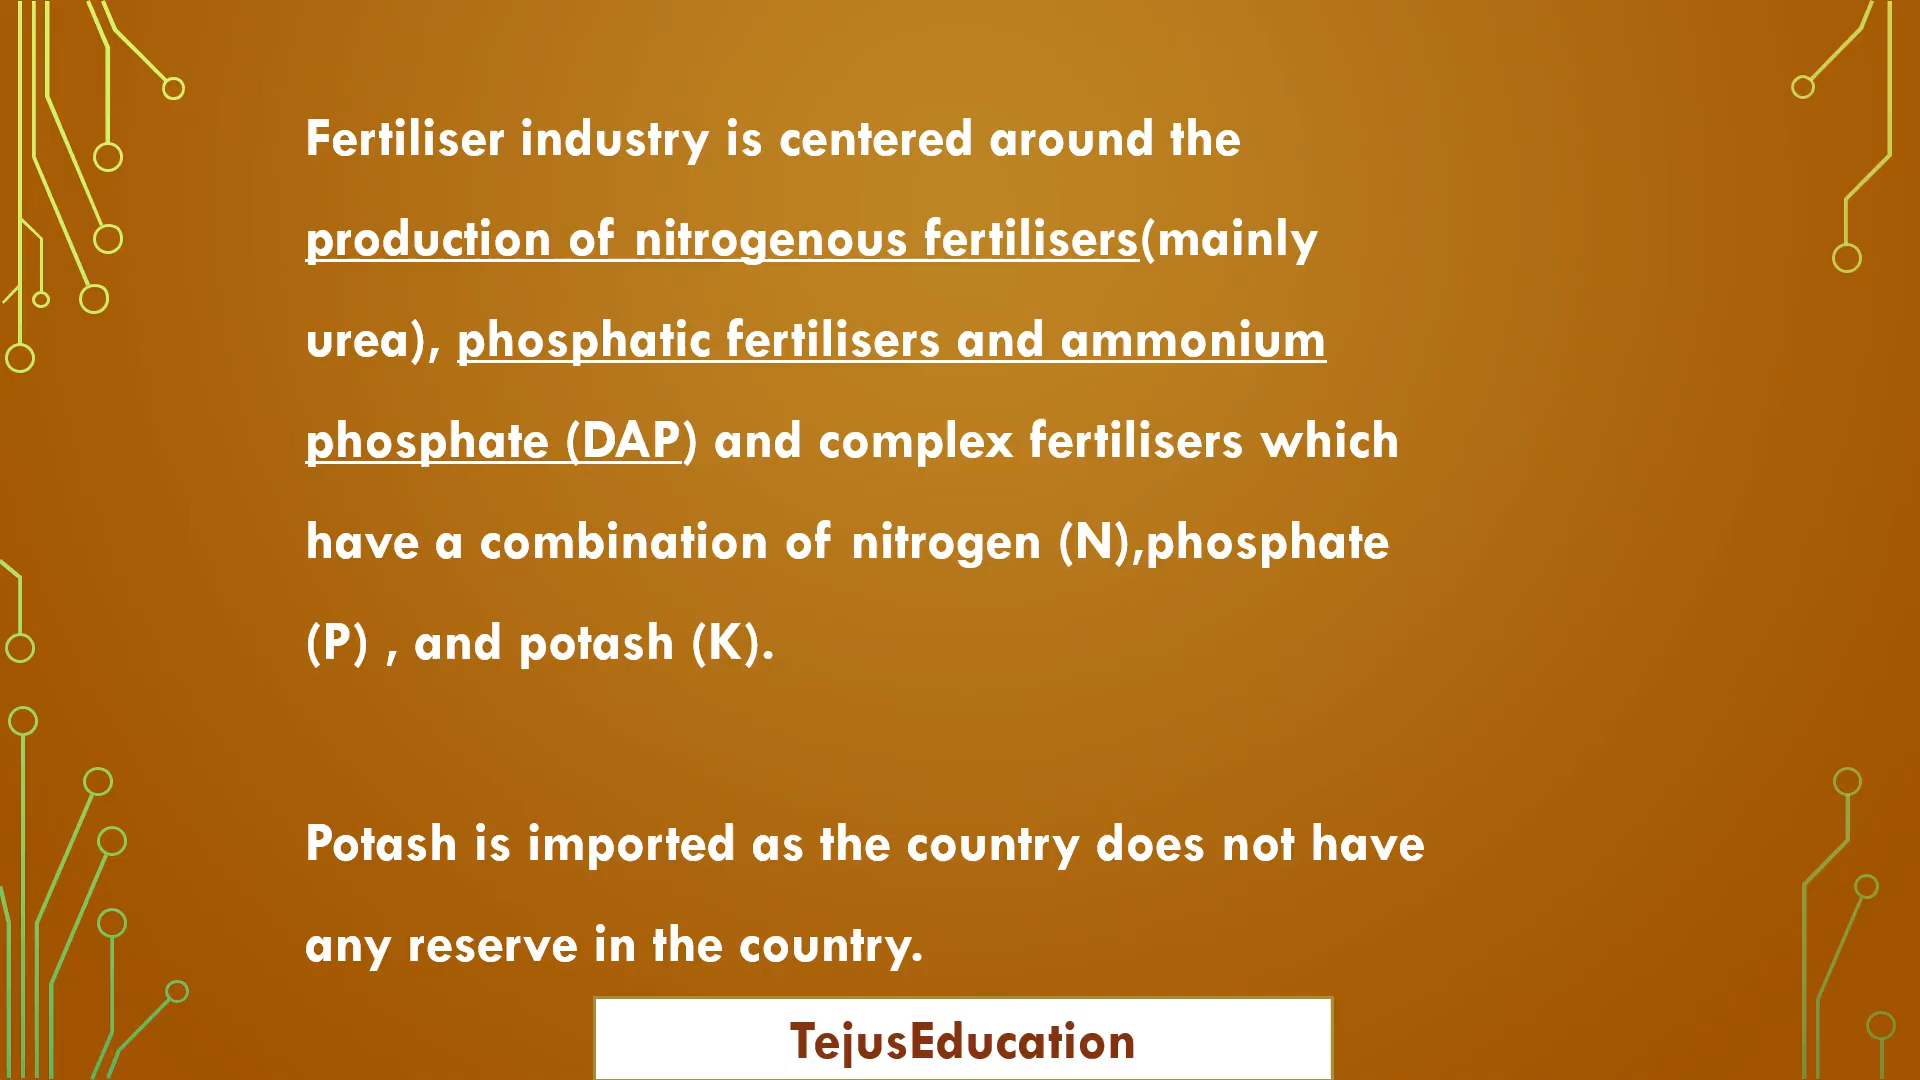 Fertiliser industry is centered around the
production of nitrogenous fertilisers(mainly
urea), phosphatic fertilisers and ammonium
phosphate (DAP) and complex fertilisers which
have a combination of nitrogen (N),phosphate
(P) , and potash (K).
Potash is imported as the country does not have
any reserve in the country.
TejusEducation